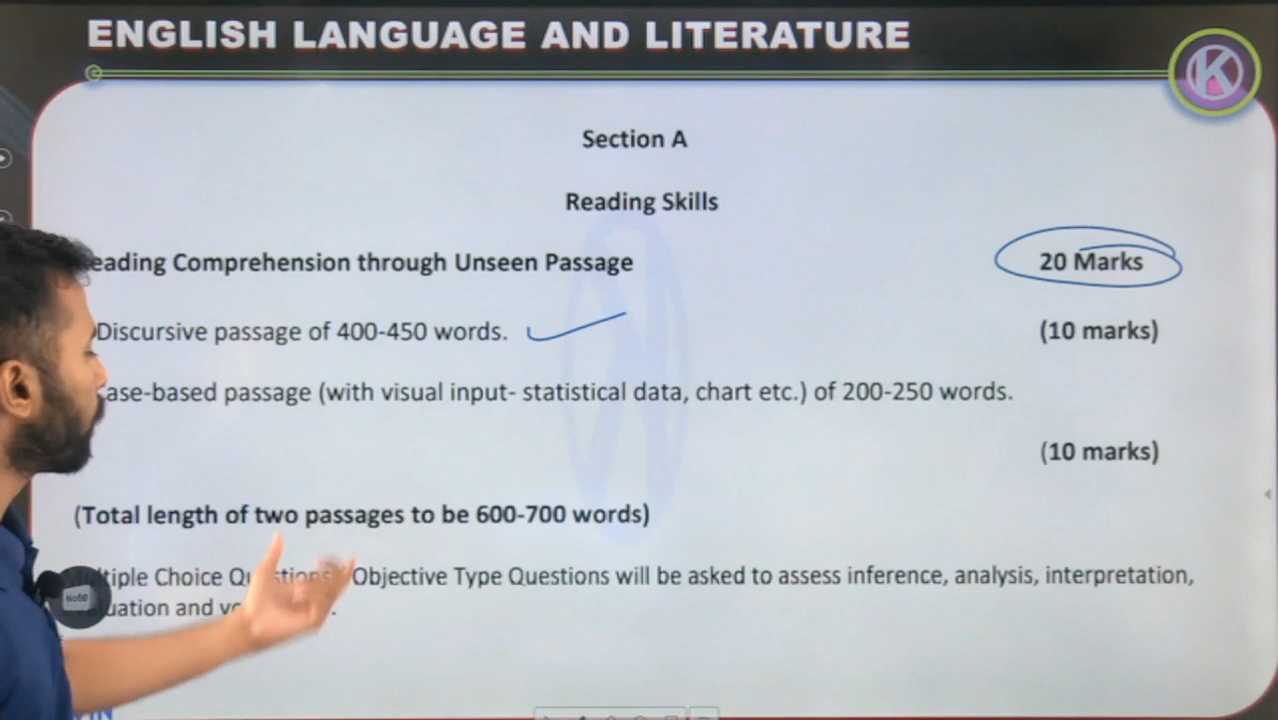 ENGLISH LANGUAGE AND LITERATURE
K
Section A
Reading Skills
eading Comprehension through Unseen Passage 20 Marks
Discursive passage of 400-450 words. (10 marks)
ase-based passage (with visual input- statistical data, chart etc.) of 200-250 words.
(10 marks)
(Total length of two passages to be 600-700 words)
tiple Choice Objective Type Questions will be asked to assess inference, analysis, interpretation,
uation and
Note